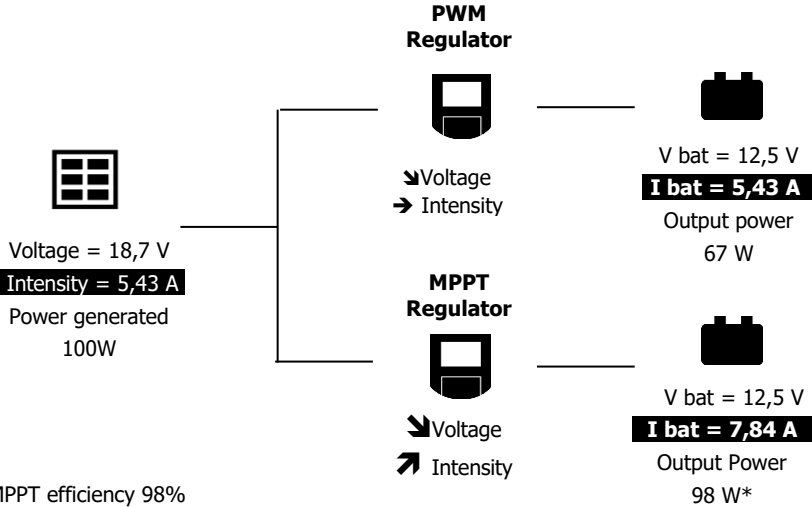 PWM
Regulator
Voltage
Intensity
V bat = 12,5 V
I bat = 5,43 A
Output power
67 W
Voltage = 18,7 V
Intensity = 5,43 A
Power generated
100W
MPPT
Regulator
Voltage
Intensity
V bat = 12,5 V
I bat = 7,84 A
Output Power
98 W*
MPPT efficiency 98%